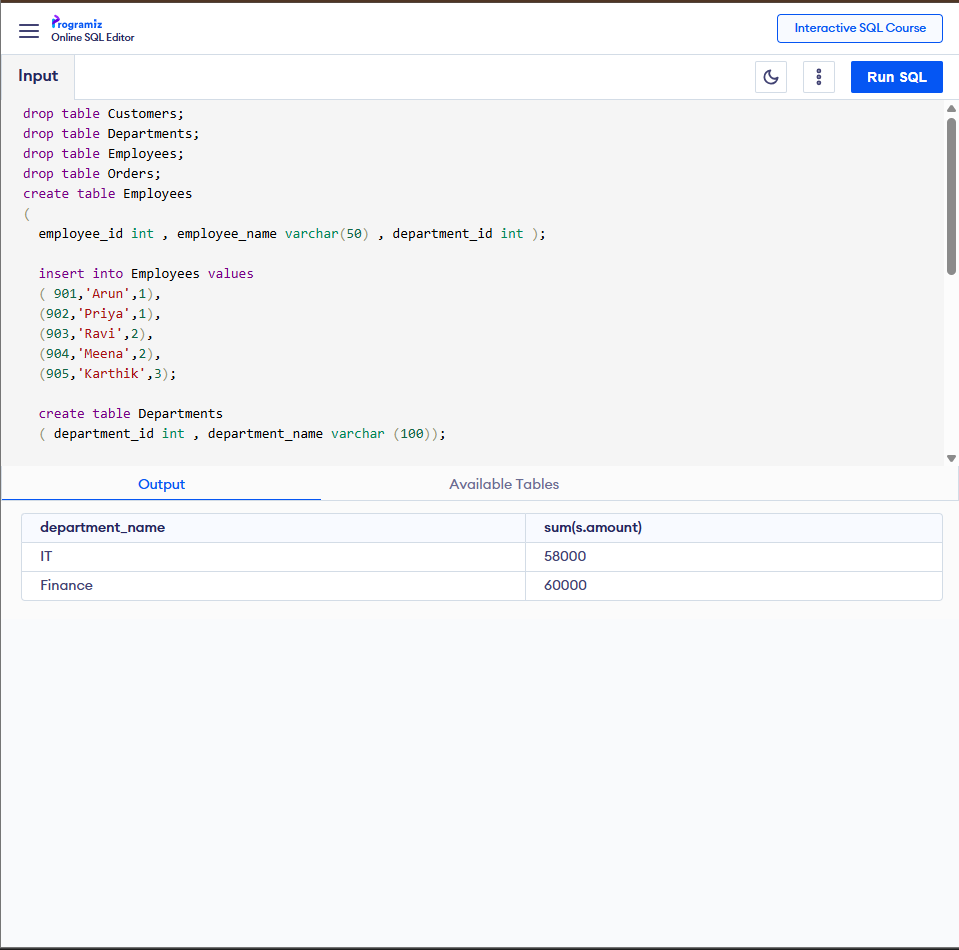 Programiz
Online SQL Editor
Interactive SQL Course
Input
Run SQL
drop table Customers;
drop table Departments;
drop table Employees;
drop table Orders;
create table Employees
(
employee_id int , employee_name varchar(50) , department_id int );
insert into Employees values
( 901,'Arun',1),
(902,'Priya',1),
(903,'Ravi',2),
(904,'Meena',2),
(905,'Karthik',3);
create table Departments
( department_id int , department_name varchar (100));
Output
Available Tables
department_name sum(s.amount)
IT 58000
Finance 60000